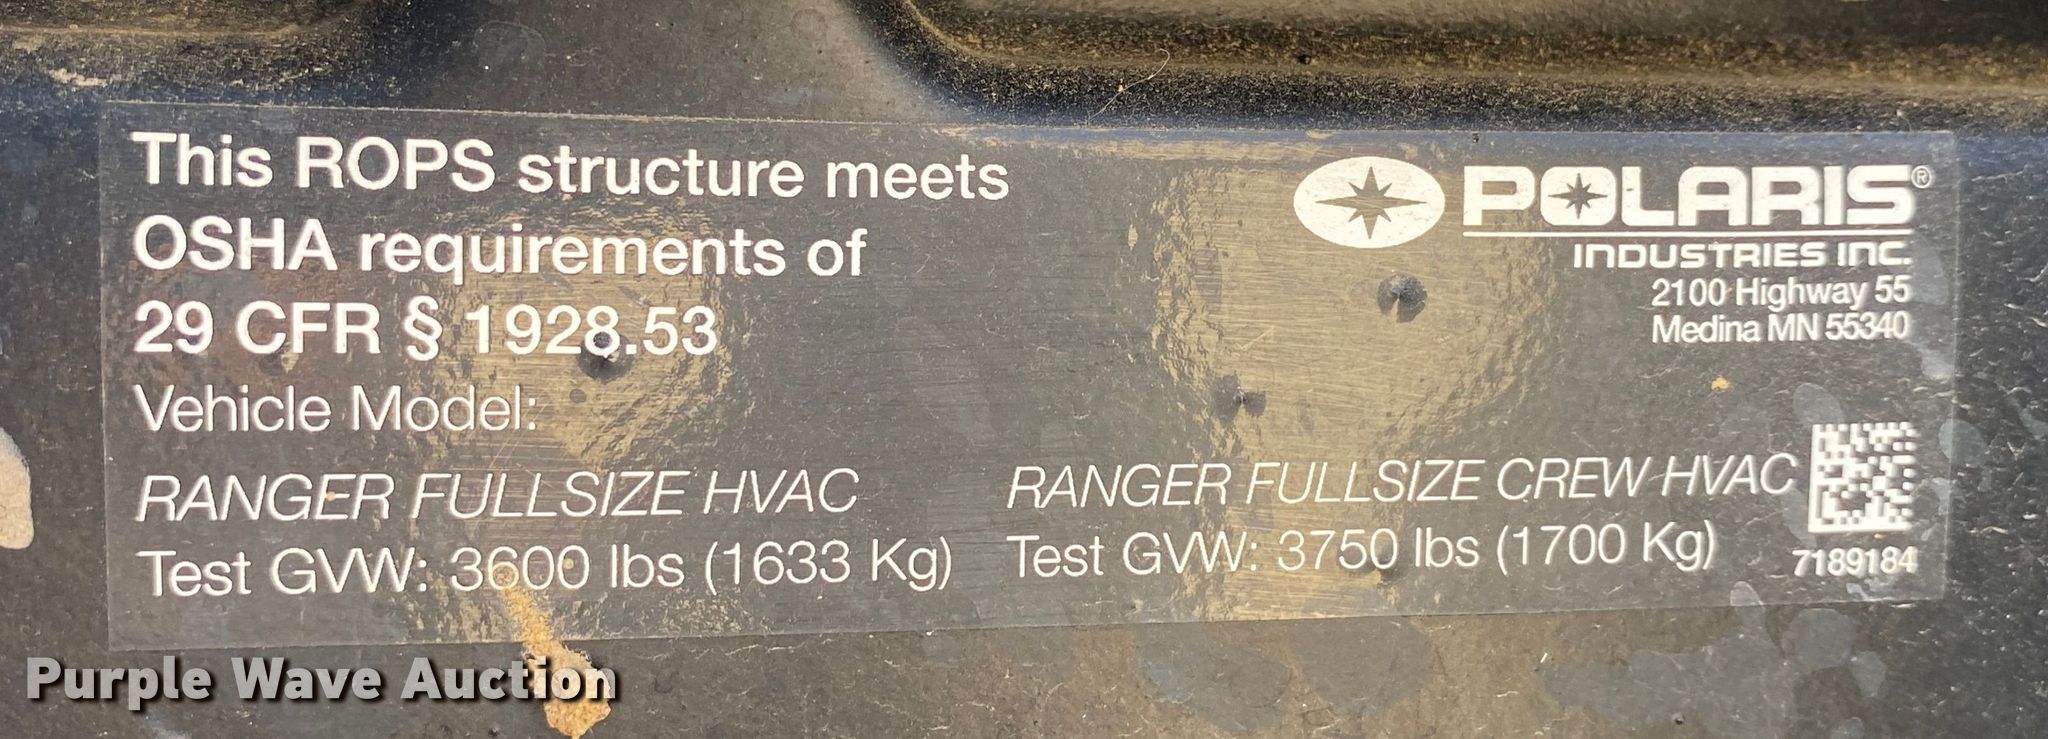 This ROPS structure meets
OSHA requirements of
29 CFR § 1928.53
Vehicle Model:
RANGER FULLSIZE HVAC
Test GVW: 3600 lbs (1633 Kg)
RANGER FULLSIZE CREW HVAC
Test GVW: 3750 lbs (1700 Kg)
POLARIS®
INDUSTRIES INC.
2100 Highway 55
Medina MN 55340
7189184
Purple Wave Auction